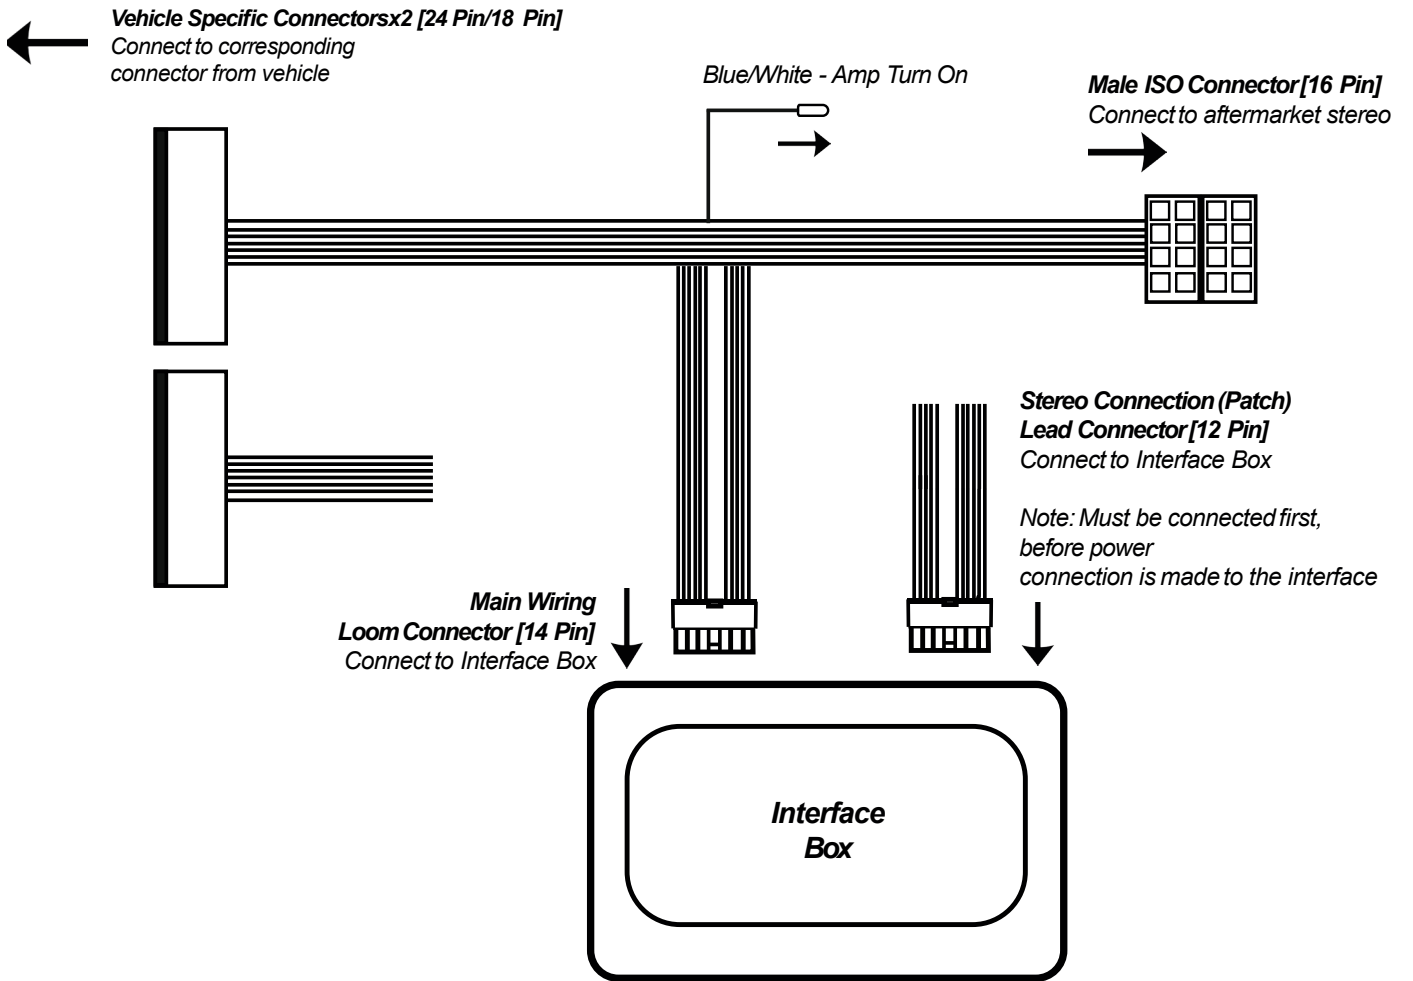 Vehicle Specific Connectorsx2 [24 Pin/18 Pin]
Connect to corresponding
connector from vehicle
Blue/White - Amp Turn On
Male ISO Connector [16 Pin]
Connect to aftermarket stereo
Stereo Connection (Patch)
Lead Connector [12 Pin]
Connect to Interface Box
Note: Must be connected first,
before power
connection is made to the interface
Main Wiring
Loom Connector [14 Pin]
Connect to Interface Box
Interface
Box